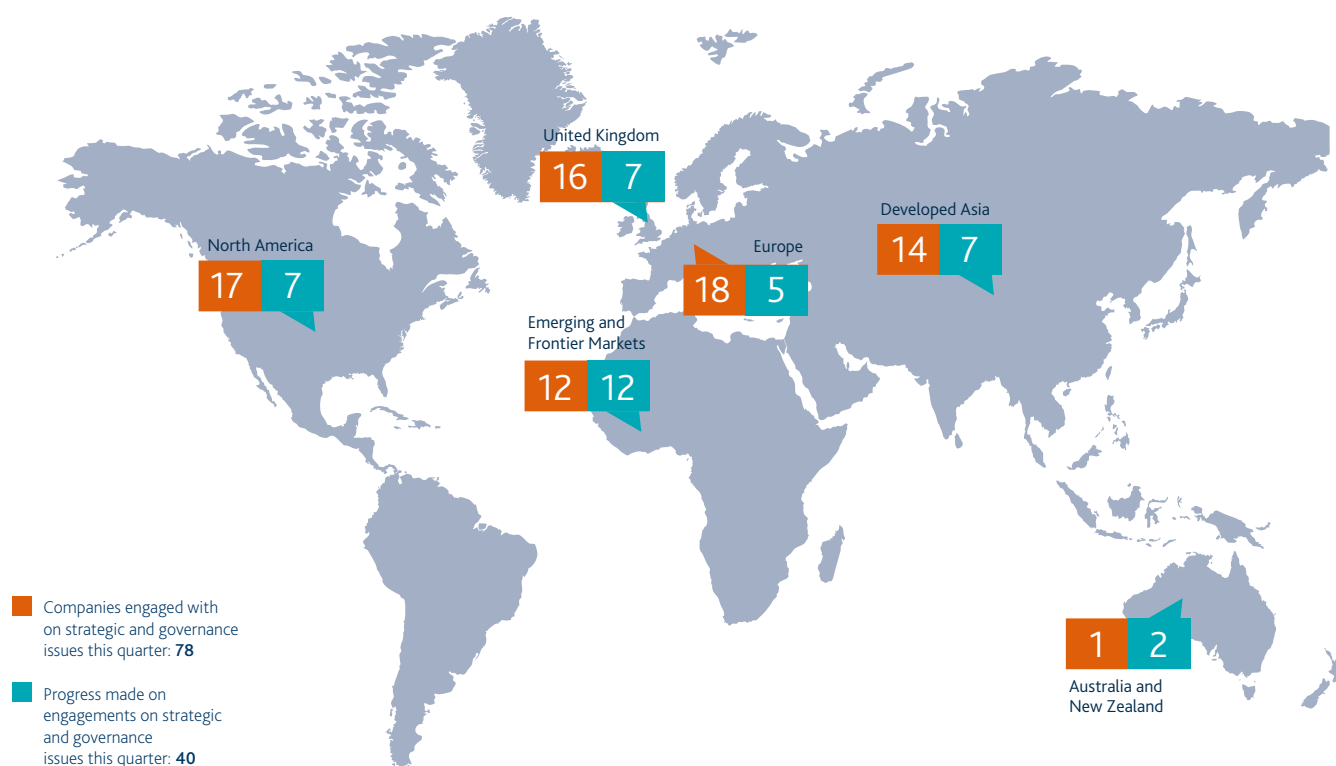 United Kingdom
16 7
Developed Asia
14 7
North America
17 7
Europe
18 5
Emerging and
Frontier Markets
12 12
Companies engaged with
on strategic and governance
issues this quarter: 78
Progress made on
engagements on strategic
and governance
issues this quarter: 40
1 2
Australia and
New Zealand